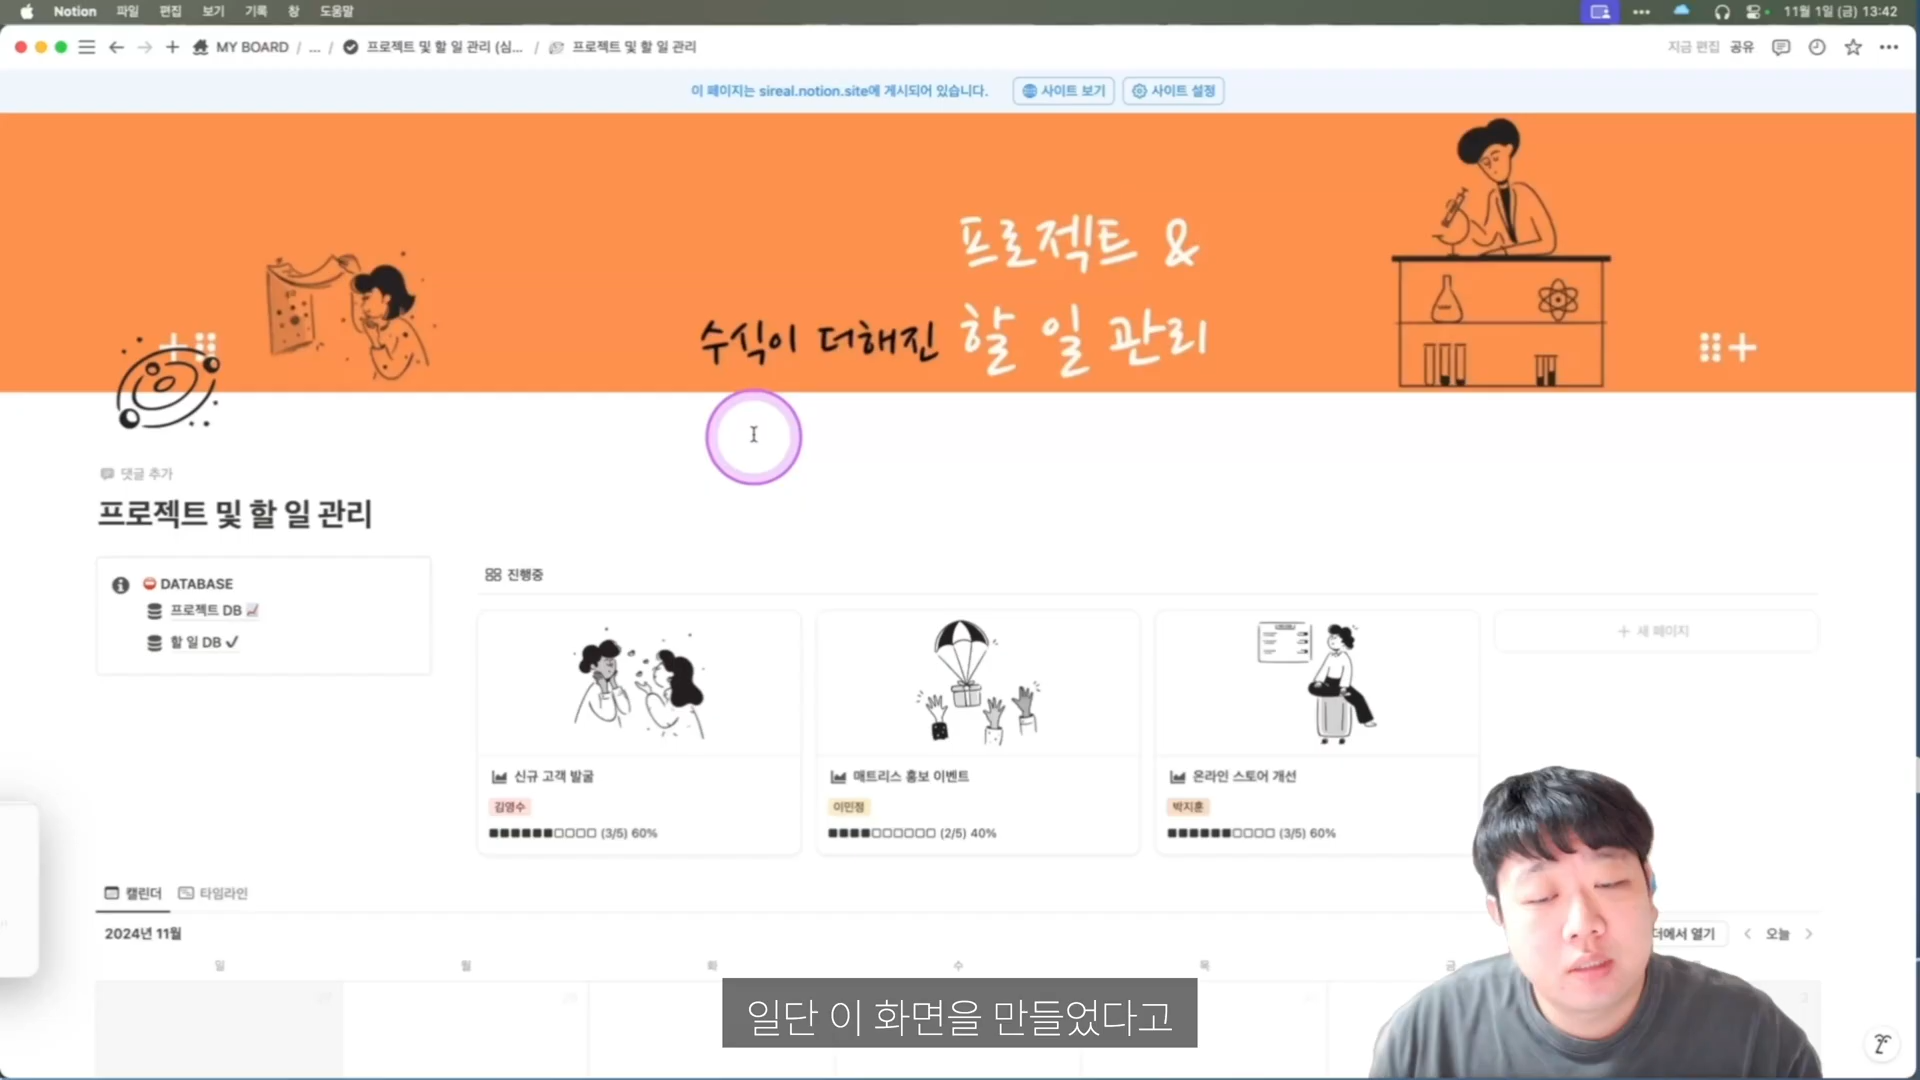 Notion 파일 편집 보기 기록 창 도움말
11월 1일 (금) 13:42
MY BOARD / ... / 프로젝트 및 할 일 관리 (심... / 프로젝트 및 할 일 관리
지금 편집 공유
이 페이지는 sireal.notion.site에 게시되어 있습니다. 사이트 보기 사이트 설정
프로젝트 &
수식이 더해진 할 일 관리
댓글 추가
프로젝트 및 할 일 관리
DATABASE
프로젝트 DB
할 일 DB
진행중
새 페이지
신규 고객 발굴
김영수
■■■■■■□□□□ (3/5) 60%
매트리스 홍보 이벤트
이민정
■■■■□□□□□□ (2/5) 40%
온라인 스토어 개선
박지훈
■■■■■■□□□□ (3/5) 60%
캘린더 타임라인
2024년 11월
더에서 열기 오늘
일 월 화 수 목 금
2
일단 이 화면을 만들었다고